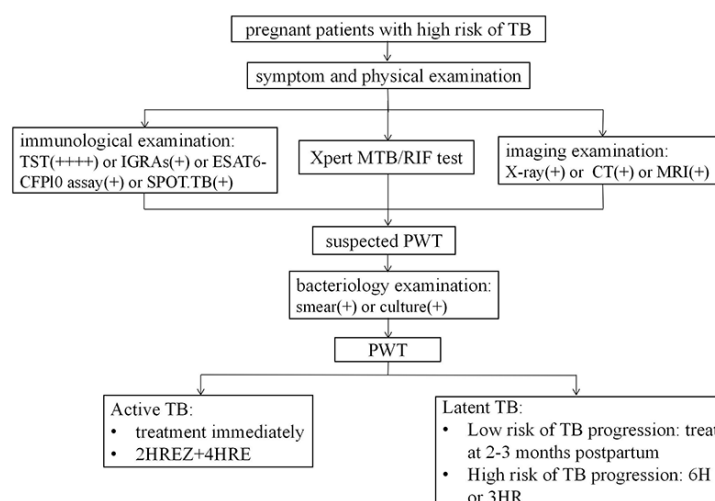 pregnant patients with high risk of TB
symptom and physical examination
immunological examination:
TST(++++) or IGRAs(+) or ESAT6-
CFPl0 assay(+) or SPOT.TB(+)
Xpert MTB/RIF test
imaging examination:
X-ray(+) or CT(+) or MRI(+)
suspected PWT
bacteriology examination:
smear(+) or culture(+)
PWT
Active TB:
• treatment immediately
• 2HREZ+4HRE
Latent TB:
• Low risk of TB progression: treat
at 2-3 months postpartum
• High risk of TB progression: 6H
or 3HR